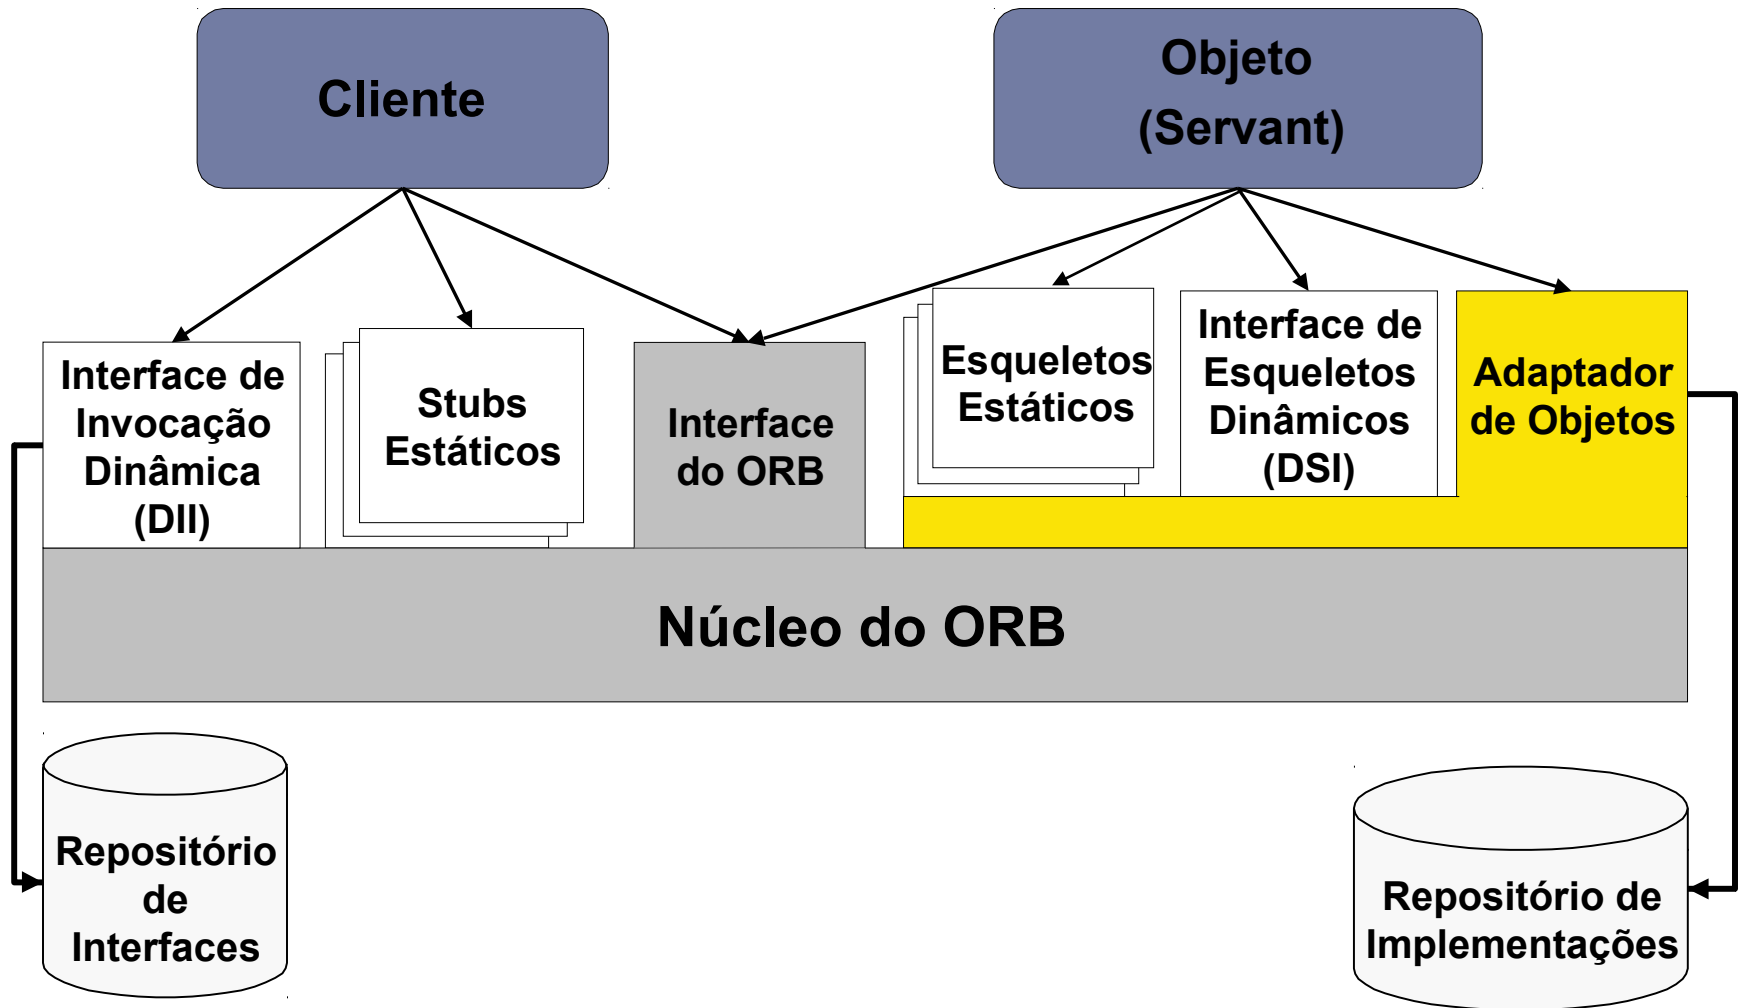 Cliente
Objeto
(Servant)
Interface de
Invocação
Dinâmica
(DII)
Stubs
Estáticos
Interface
do ORB
Esqueletos
Estáticos
Interface de
Esqueletos
Dinâmicos
(DSI)
Adaptador
de Objetos
Núcleo do ORB
Repositório
de
Interfaces
Repositório de
Implementações